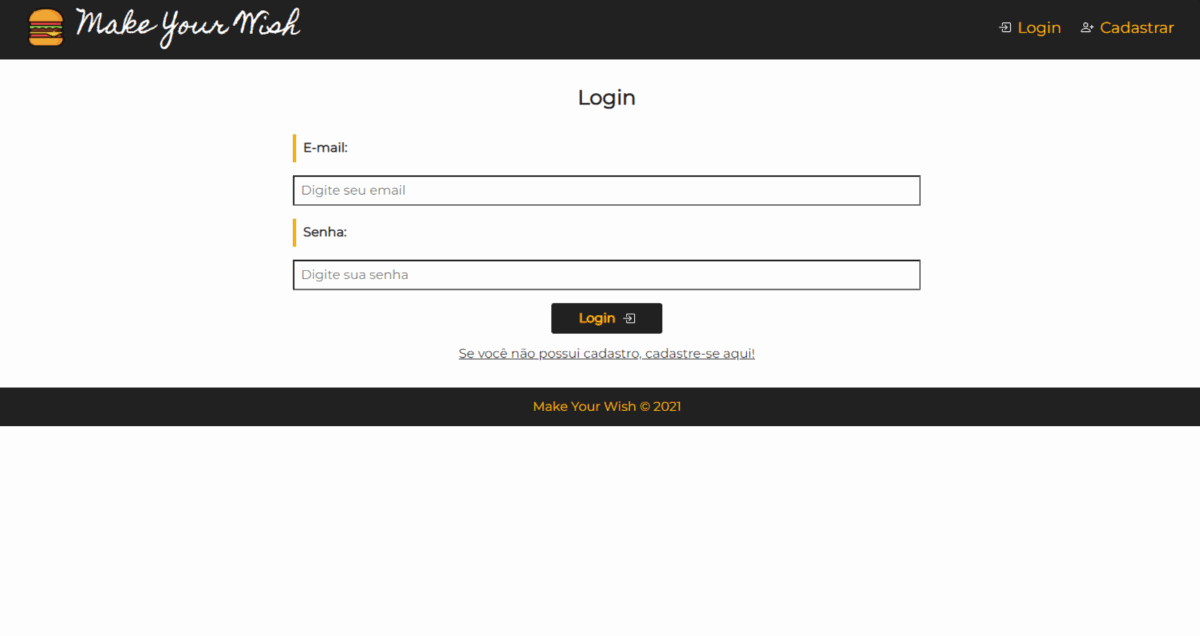 Make Your Wish
Login
Cadastrar
Login
E-mail:
Digite seu email
Senha:
Digite sua senha
Login
Se você não possui cadastro, cadastre-se aqui!
Make Your Wish © 2021